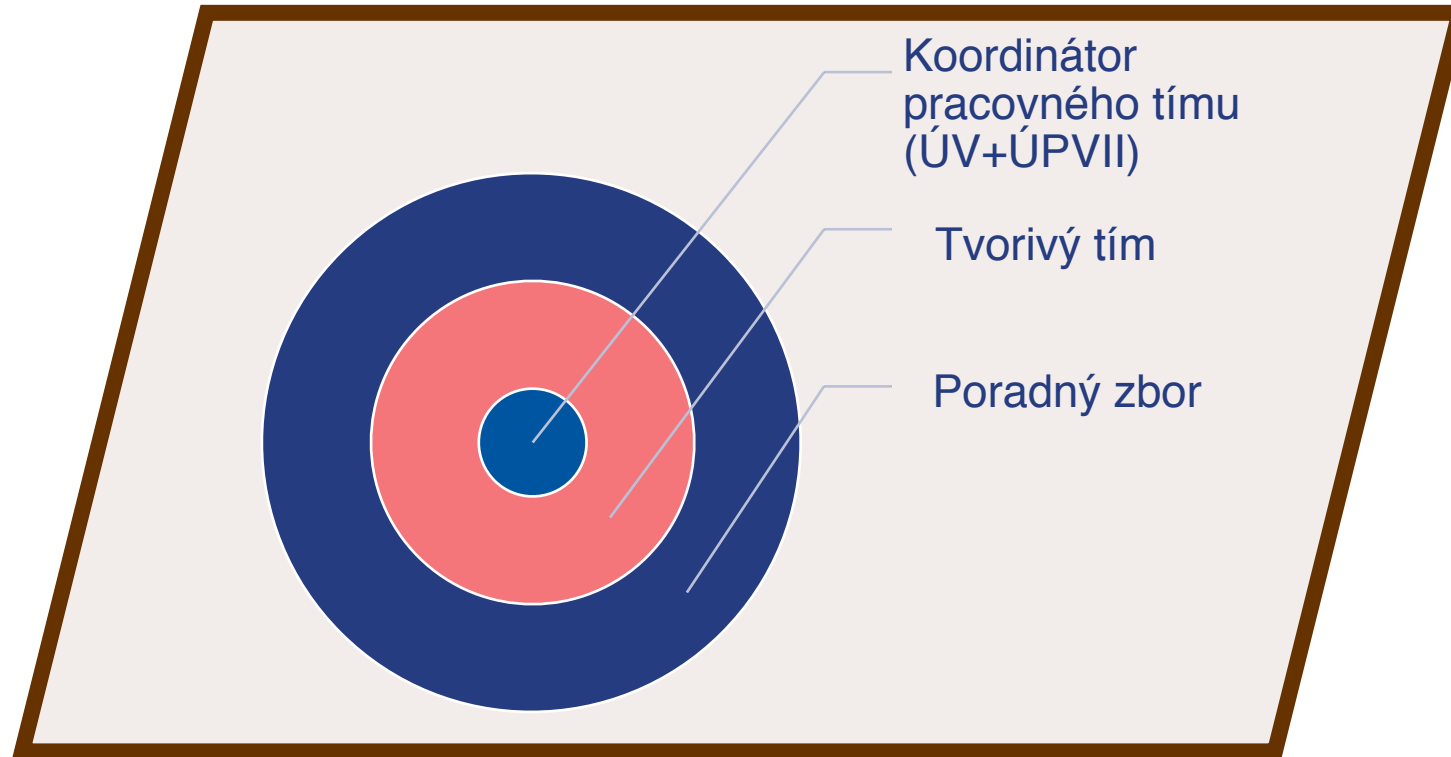 Koordinátor
pracovného tímu
(ÚV+ÚPVII)
Tvorivý tím
Poradný zbor